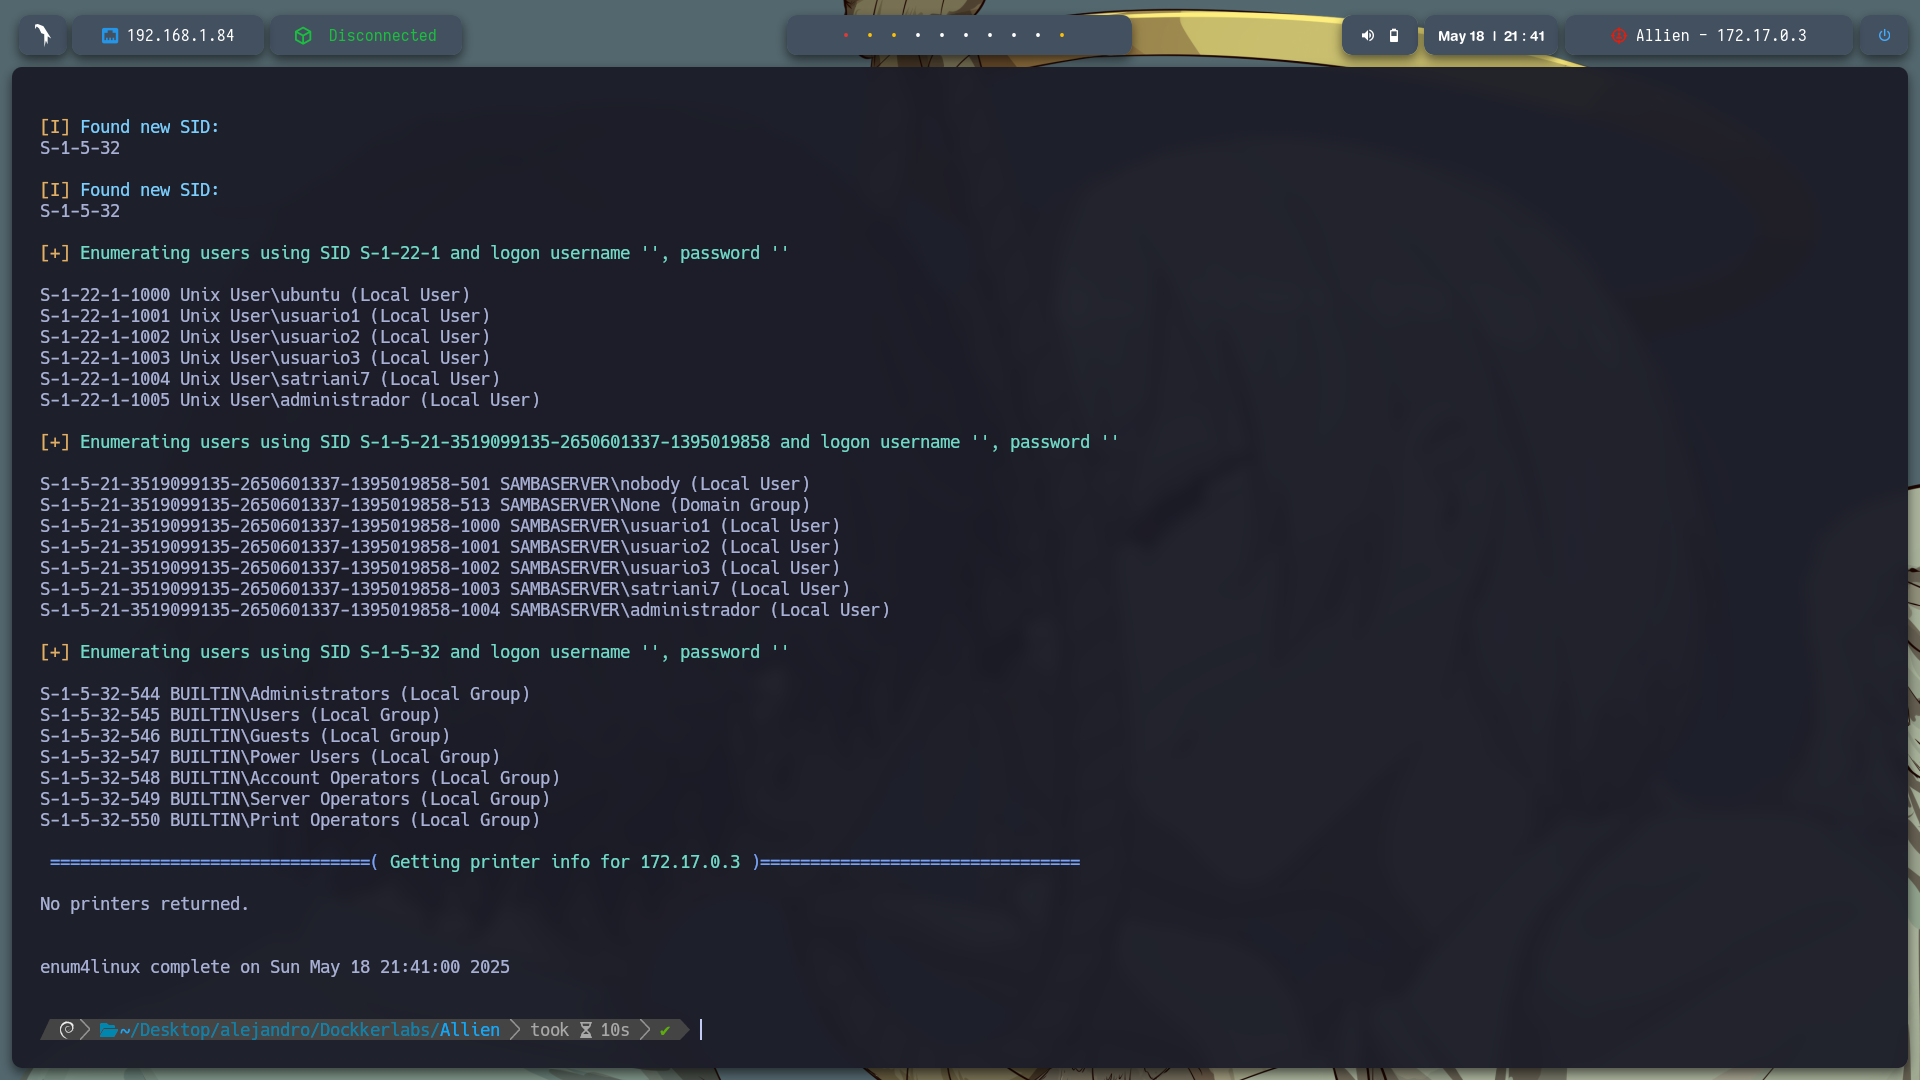 192.168.1.84
Disconnected
May 18 | 21 : 41
Allien - 172.17.0.3
[I] Found new SID:
S-1-5-32
[I] Found new SID:
S-1-5-32
[+] Enumerating users using SID S-1-22-1 and logon username '', password ''
S-1-22-1-1000 Unix User\ubuntu (Local User)
S-1-22-1-1001 Unix User\usuario1 (Local User)
S-1-22-1-1002 Unix User\usuario2 (Local User)
S-1-22-1-1003 Unix User\usuario3 (Local User)
S-1-22-1-1004 Unix User\satriani7 (Local User)
S-1-22-1-1005 Unix User\administrador (Local User)
[+] Enumerating users using SID S-1-5-21-3519099135-2650601337-1395019858 and logon username '', password ''
S-1-5-21-3519099135-2650601337-1395019858-501 SAMBASERVER\nobody (Local User)
S-1-5-21-3519099135-2650601337-1395019858-513 SAMBASERVER\None (Domain Group)
S-1-5-21-3519099135-2650601337-1395019858-1000 SAMBASERVER\usuario1 (Local User)
S-1-5-21-3519099135-2650601337-1395019858-1001 SAMBASERVER\usuario2 (Local User)
S-1-5-21-3519099135-2650601337-1395019858-1002 SAMBASERVER\usuario3 (Local User)
S-1-5-21-3519099135-2650601337-1395019858-1003 SAMBASERVER\satriani7 (Local User)
S-1-5-21-3519099135-2650601337-1395019858-1004 SAMBASERVER\administrador (Local User)
[+] Enumerating users using SID S-1-5-32 and logon username '', password ''
S-1-5-32-544 BUILTIN\Administrators (Local Group)
S-1-5-32-545 BUILTIN\Users (Local Group)
S-1-5-32-546 BUILTIN\Guests (Local Group)
S-1-5-32-547 BUILTIN\Power Users (Local Group)
S-1-5-32-548 BUILTIN\Account Operators (Local Group)
S-1-5-32-549 BUILTIN\Server Operators (Local Group)
S-1-5-32-550 BUILTIN\Print Operators (Local Group)
================================( Getting printer info for 172.17.0.3 )================================
No printers returned.
enum4linux complete on Sun May 18 21:41:00 2025
~/Desktop/alejandro/Dockkerlabs/Allien took 10s ✔